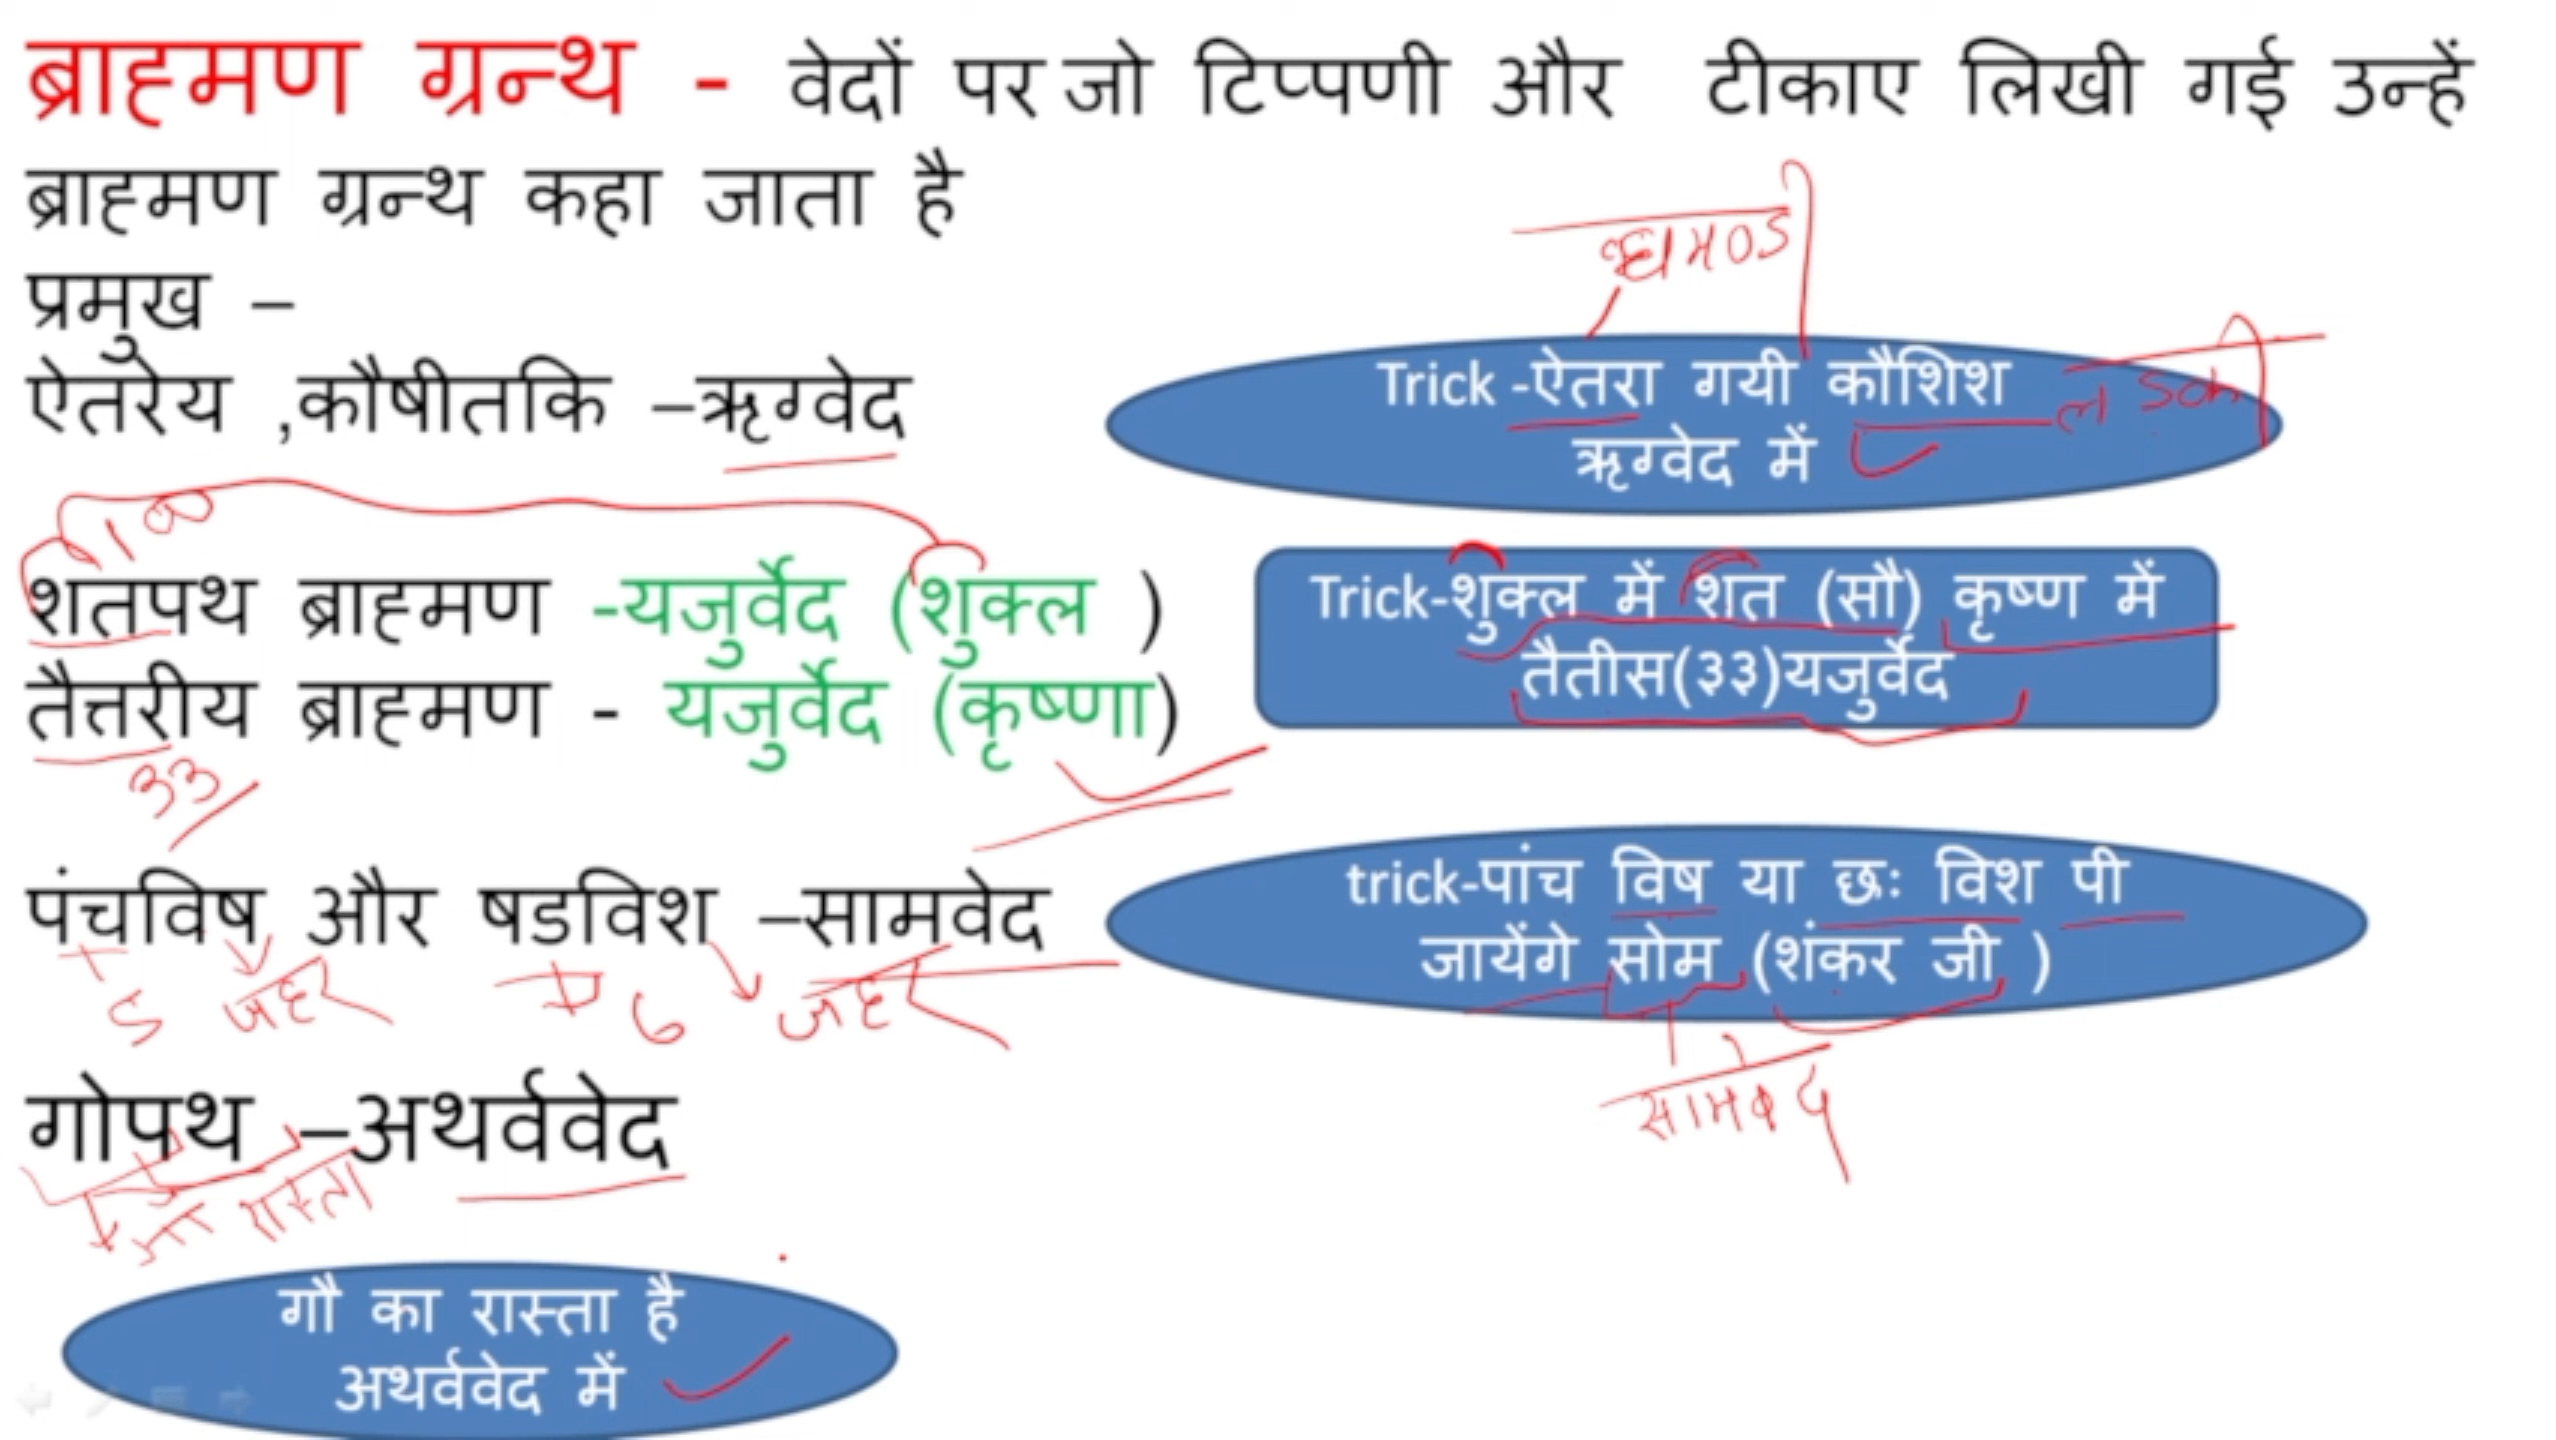 ब्राह्मण ग्रन्थ - वेदों पर जो टिप्पणी और टीकाए लिखी गई उन्हें
ब्राह्मण ग्रन्थ कहा जाता है
प्रमुख –
ऐतरेय ,कौषीतकि –ऋग्वेद
Trick -ऐतरा गयी कौशिश
ऋग्वेद में
100
शतपथ ब्राह्मण -यजुर्वेद (शुक्ल )
तैत्तरीय ब्राह्मण - यजुर्वेद (कृष्णा)
33
Trick-शुक्ल में शत (सौ) कृष्ण में
तैतीस(३३)यजुर्वेद
पंचविष और षडविश –सामवेद
5 जहर 6 जहर
trick-पांच विष या छः विश पी
जायेंगे सोम (शंकर जी )
सामवेद
गोपथ –अथर्ववेद
रास्ता
गौ का रास्ता है
अथर्ववेद में